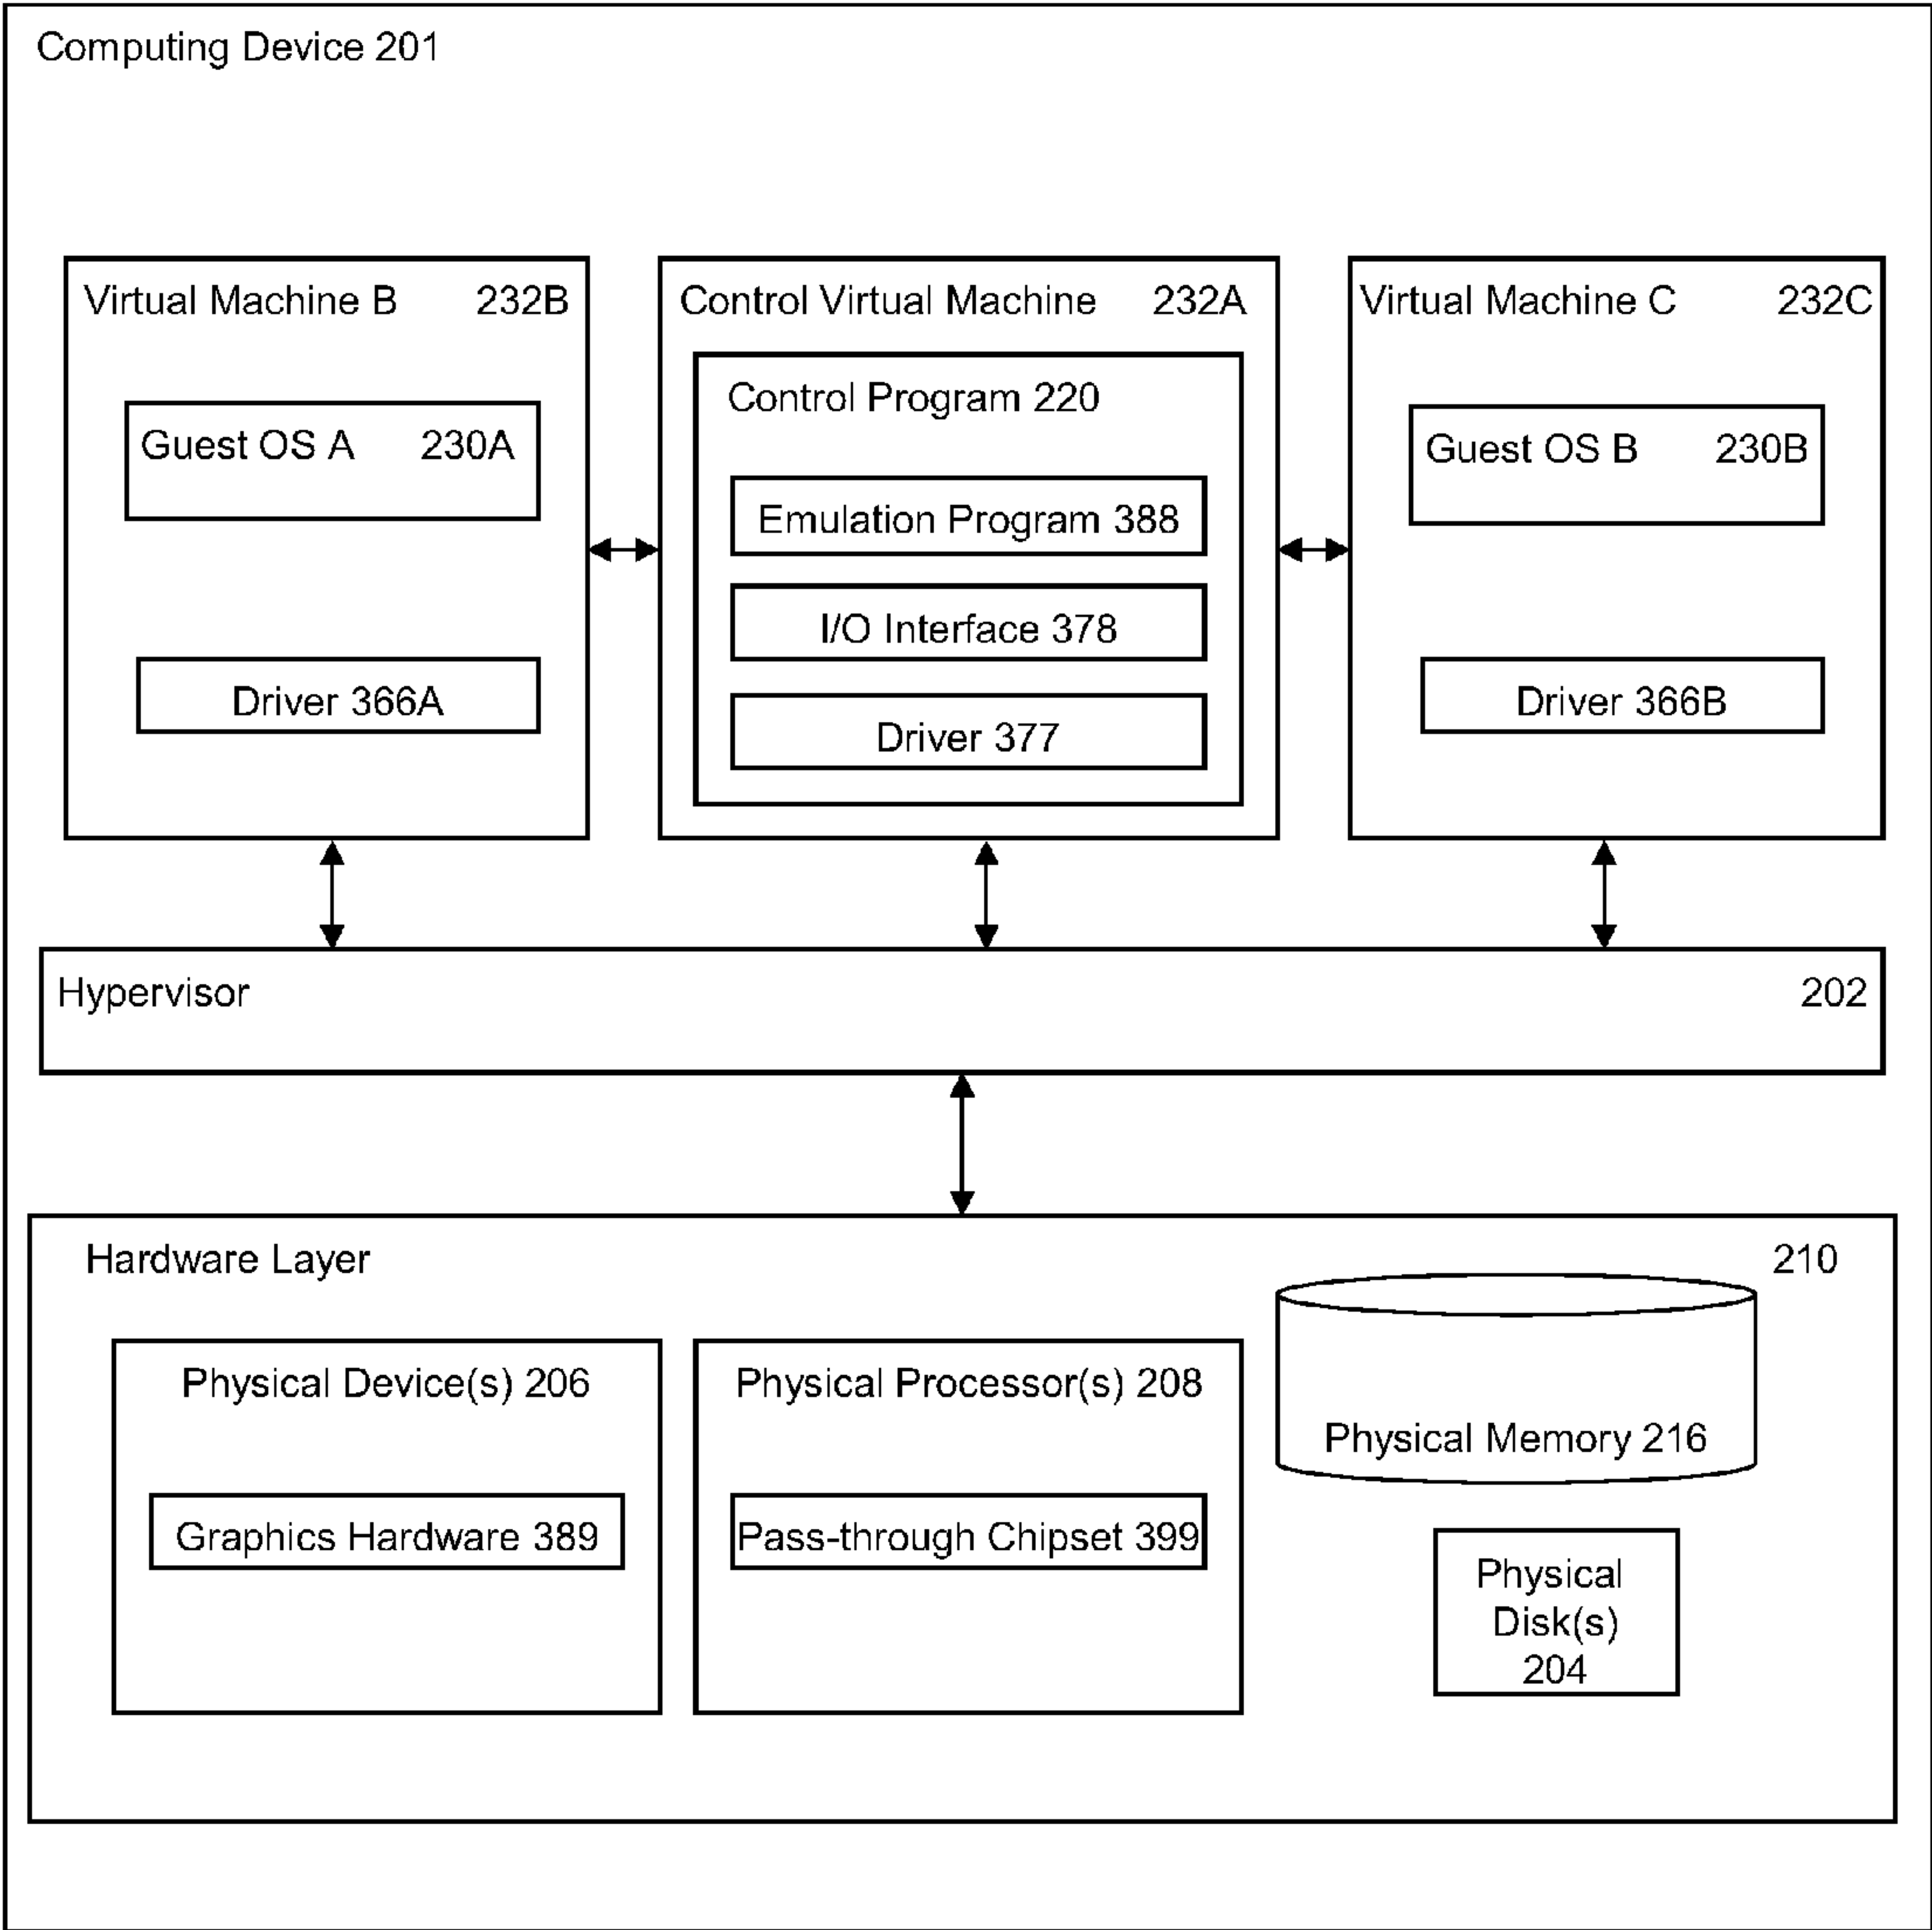 Computing Device 201
Virtual Machine B 232B
Guest OS A 230A
Driver 366A
Control Virtual Machine 232A
Control Program 220
Emulation Program 388
I/O Interface 378
Driver 377
Virtual Machine C 232C
Guest OS B 230B
Driver 366B
Hypervisor 202
Hardware Layer 210
Physical Device(s) 206
Graphics Hardware 389
Physical Processor(s) 208
Pass-through Chipset 399
Physical Memory 216
Physical
Disk(s)
204